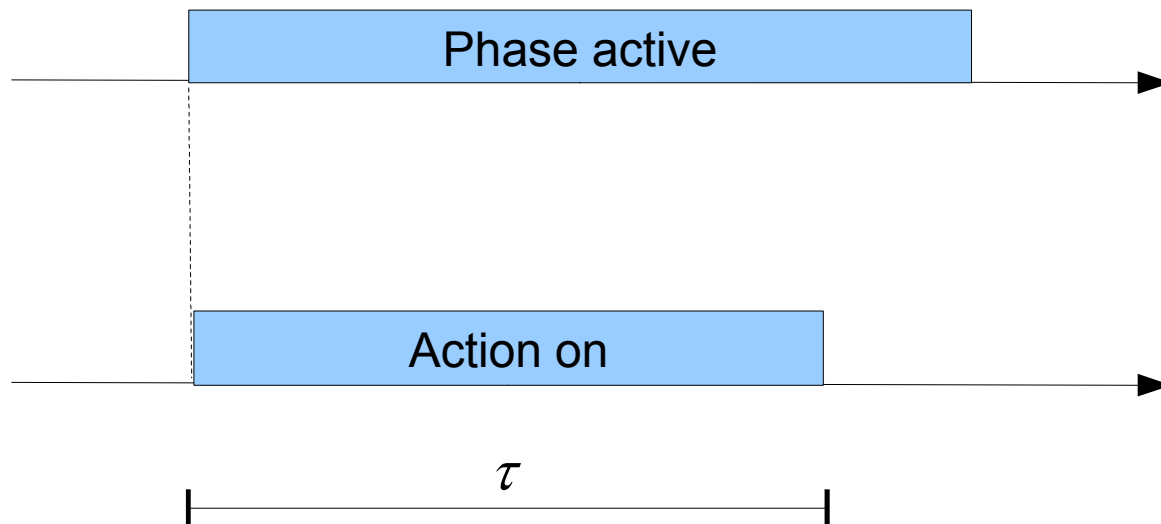 Phase active
Action on
τ